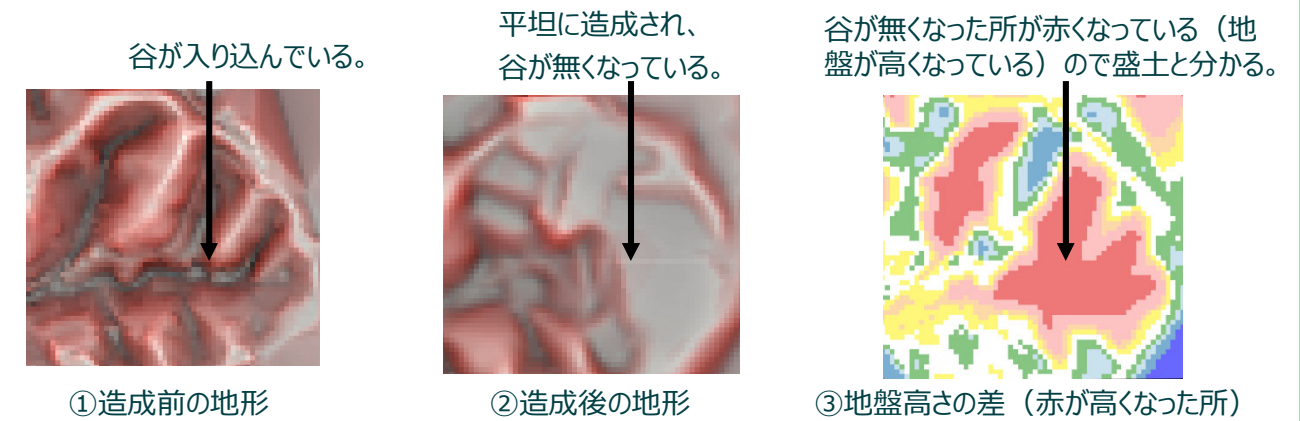 谷が入り込んでいる。
平坦に造成され、
谷が無くなっている。
谷が無くなった所が赤くなっている（地
盤が高くなっている）ので盛土と分かる。
①造成前の地形
②造成後の地形
③地盤高さの差（赤が高くなった所）